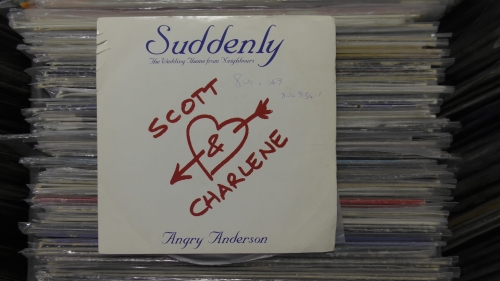 Suddenly
The Wedding Theme from 'Neighbours'
SCOTT
&
CHARLENE
Angry Anderson